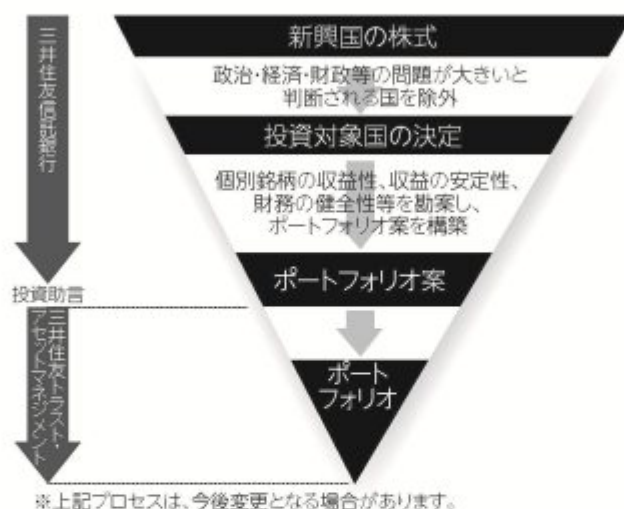 三井住友信託銀行
新興国の株式
政治・経済・財政等の問題が大きいと
判断される国を除外
投資対象国の決定
個別銘柄の収益性、収益の安定性、
財務の健全性等を勘案し、
ポートフォリオ案を構築
ポートフォリオ案
投資助言
三井住友トラスト・
アセットマネジメント
ポート
フォリオ
※上記プロセスは、今後変更となる場合があります。